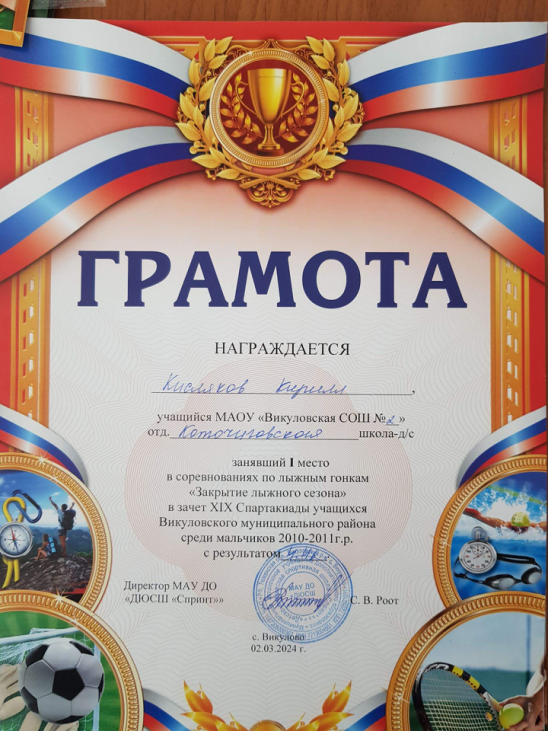 ГРАМОТА
НАГРАЖДАЕТСЯ
Кисляков Кирилл,
учащийся МАОУ «Викуловская СОШ №2»
отд. Коточиговская школа-д/с
занявший I место
в соревнованиях по лыжным гонкам
«Закрытие лыжного сезона»
в зачет XIX Спартакиады учащихся
Викуловского муниципального района
среди мальчиков 2010-2011г.р.
с результатом
МАУ ДО
Директор МАУ ДО
«ДЮСШ «Спринт»» С. В. Роот
с. Викулово
02.03.2024 г.